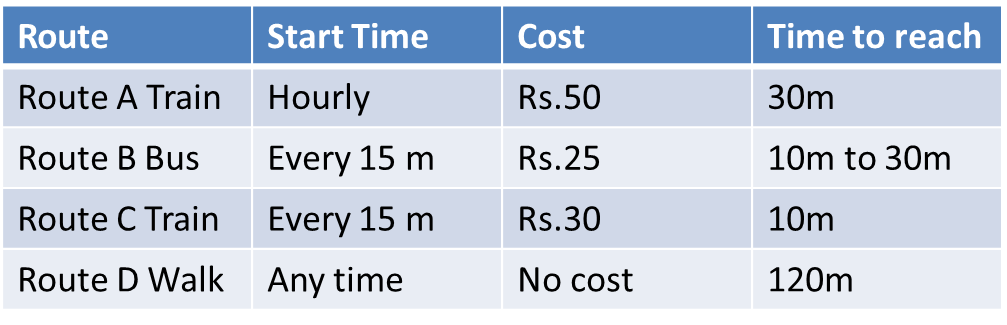 Route Start Time Cost Time to reach
Route A Train Hourly Rs.50 30m
Route B Bus Every 15 m Rs.25 10m to 30m
Route C Train Every 15 m Rs.30 10m
Route D Walk Any time No cost 120m